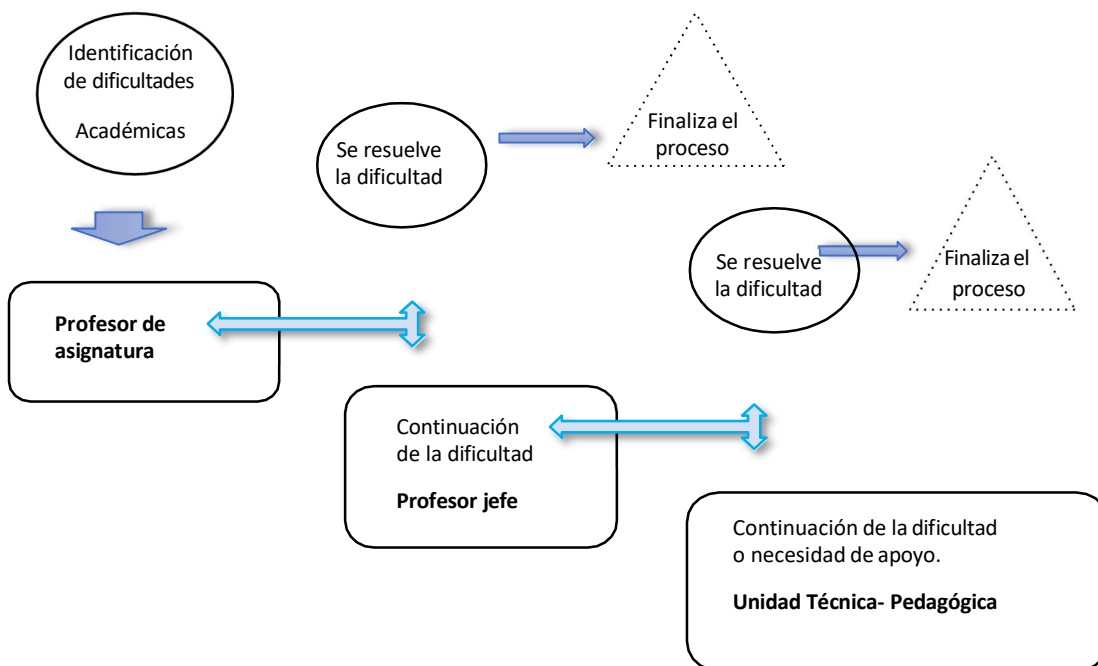 Identificación
de dificultades
Académicas
Se resuelve
la dificultad
Finaliza el
proceso
Se resuelve
la dificultad
Finaliza el
proceso
Profesor de
asignatura
Continuación
de la dificultad
Profesor jefe
Continuación de la dificultad
o necesidad de apoyo.
Unidad Técnica- Pedagógica